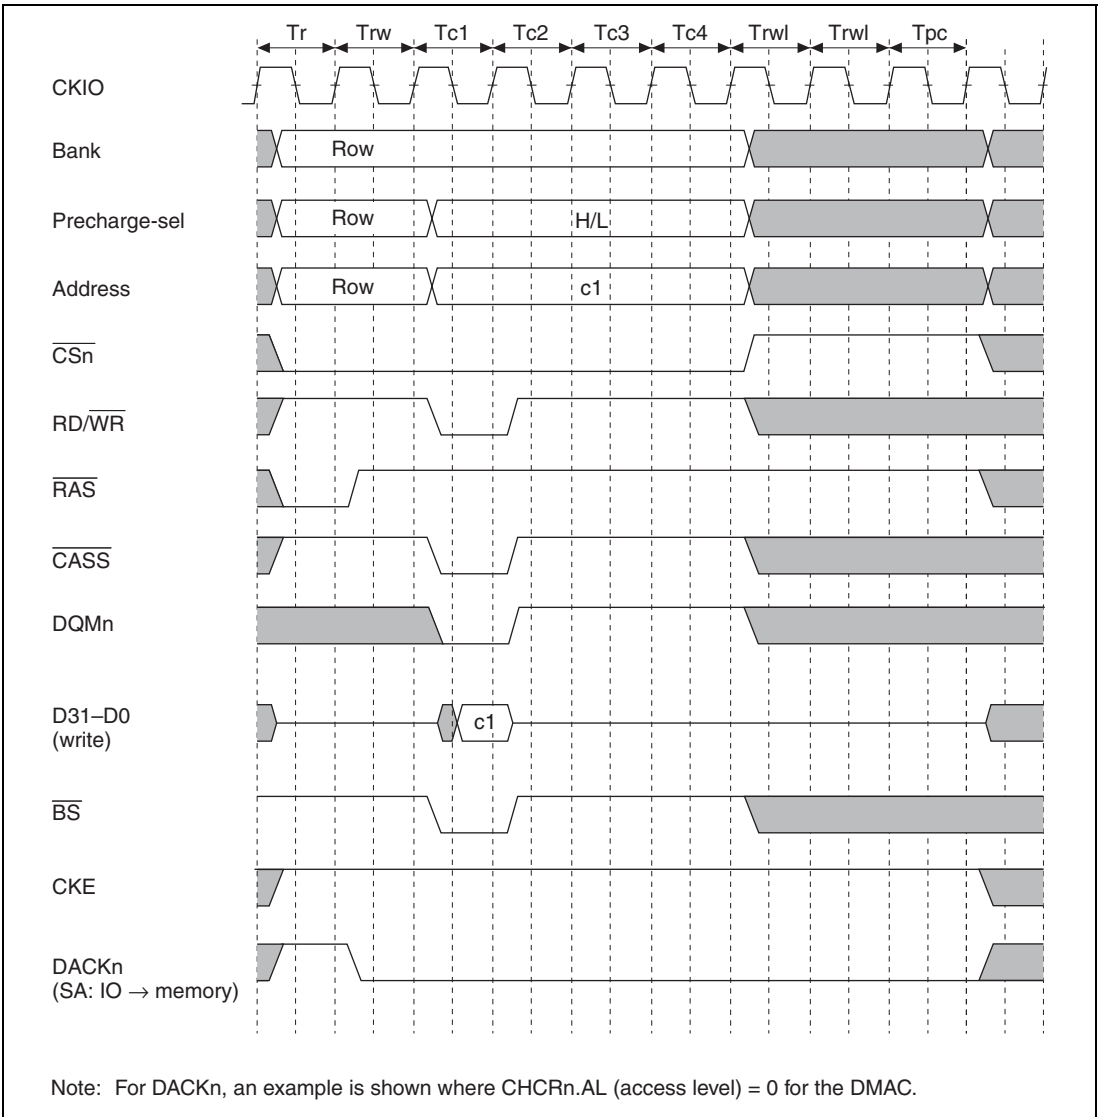 Tr Trw Tc1 Tc2 Tc3 Tc4 Trwl Trwl Tpc
CKIO
Bank Row
Precharge-sel Row H/L
Address Row c1
CSn
RD/WR
RAS
CASS
DQMn
D31–D0
(write) c1
BS
CKE
DACKn
(SA: IO → memory)
Note: For DACKn, an example is shown where CHCRn.AL (access level) = 0 for the DMAC.